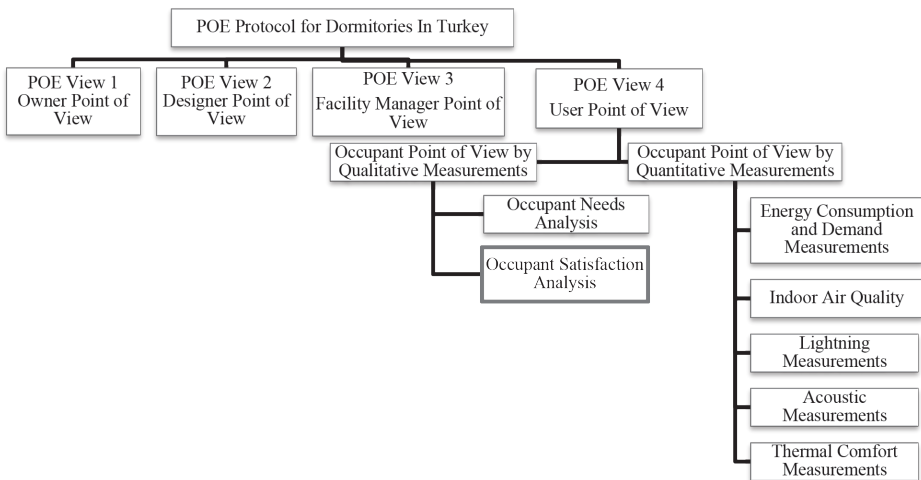 POE Protocol for Dormitories In Turkey
POE View 1
Owner Point of
View
POE View 2
Designer Point of
View
POE View 3
Facility Manager Point of
View
POE View 4
User Point of View
Occupant Point of View by
Qualitative Measurements
Occupant Point of View by
Quantitative Measurements
Occupant Needs
Analysis
Occupant Satisfaction
Analysis
Energy Consumption
and Demand
Measurements
Indoor Air Quality
Lightning
Measurements
Acoustic
Measurements
Thermal Comfort
Measurements